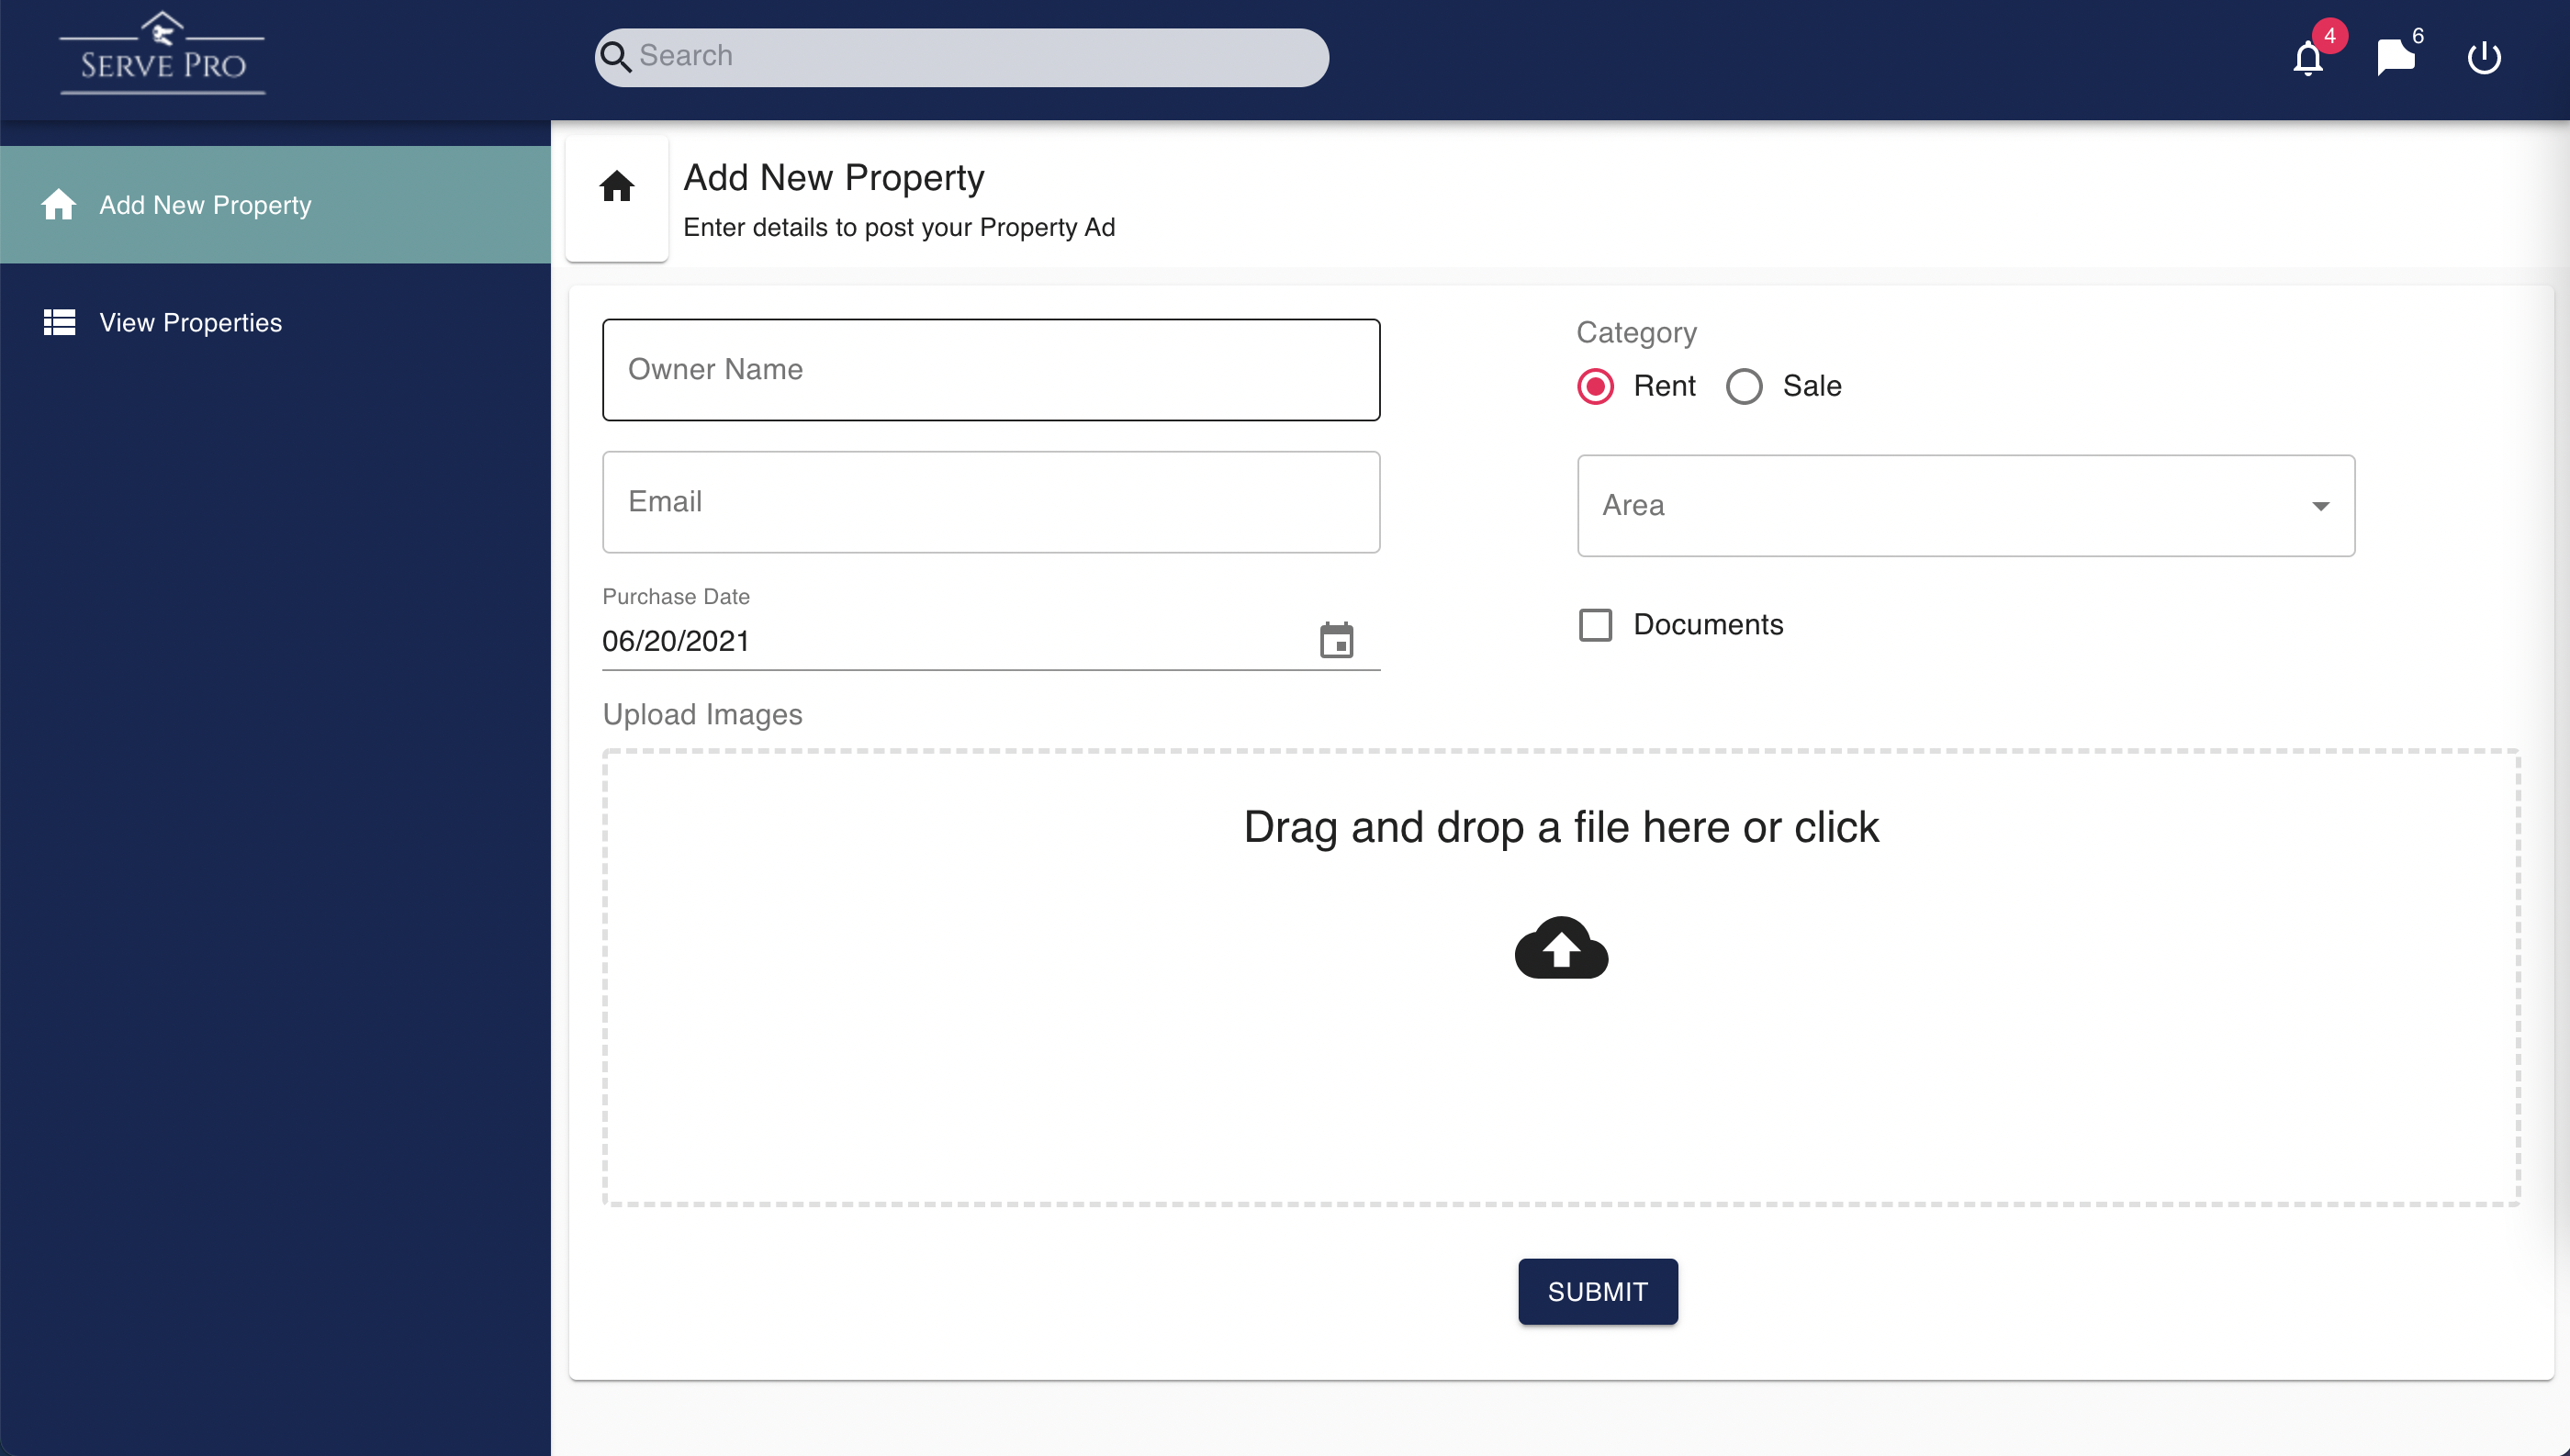 SERVE PRO
Search
4
6
Add New Property
View Properties
Add New Property
Enter details to post your Property Ad
Owner Name
Category
Rent
Sale
Email
Area
Purchase Date
06/20/2021
Documents
Upload Images
Drag and drop a file here or click
SUBMIT